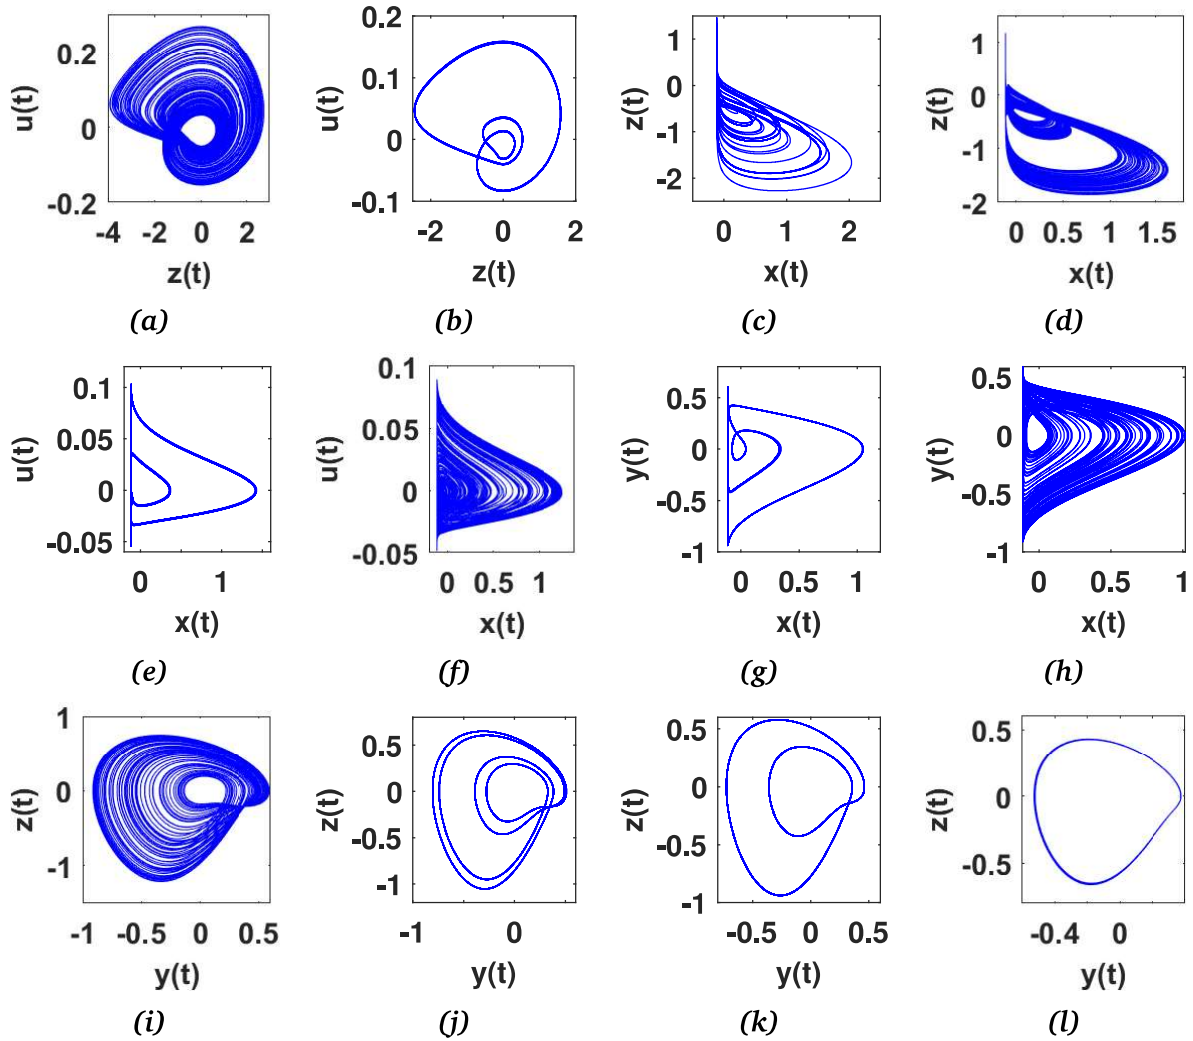 0.2
0
-0.2
u(t)
-4 -2 0 2
z(t)
(a)
0.2
0.1
0
-0.1
u(t)
-2 0 2
z(t)
(b)
1
0
-1
-2
z(t)
0 1 2
x(t)
(c)
1
0
-1
-2
z(t)
0 0.5 1 1.5
x(t)
(d)
0.1
0.05
0
-0.05
u(t)
0 1
x(t)
(e)
0.1
0.05
0
-0.05
u(t)
0 0.5 1
x(t)
(f)
0.5
0
-0.5
-1
y(t)
0 0.5 1
x(t)
(g)
0.5
0
-0.5
-1
y(t)
0 0.5 1
x(t)
(h)
1
0
-1
z(t)
-1 -0.5 0 0.5
y(t)
(i)
0.5
0
-0.5
-1
z(t)
-1 0
y(t)
(j)
0.5
0
-0.5
-1
z(t)
-0.5 0 0.5
y(t)
(k)
0.5
0
-0.5
z(t)
-0.4 0
y(t)
(l)